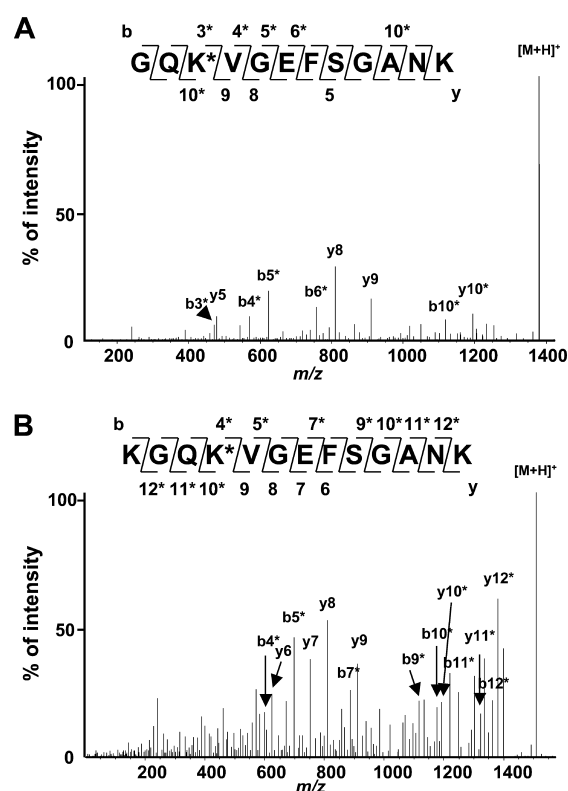 A
b 3* 4* 5* 6* 10*
GQK*VGEFSGANK
10* 9 8 5 y
[M+H]+
100
50
0
% of intensity
b3* y5 b4* b5* b6* y8 y9 b10* y10*
200 400 600 800 1000 1200 1400
m/z
B
b 4* 5* 7* 9* 10* 11* 12*
KGQK*VGEFSGANK
12* 11* 10* 9 8 7 6 y
[M+H]+
100
50
0
% of intensity
b4* y6 b5* y7 y8 b7* y9 b9* b10* y10* b11* y11* b12* y12*
200 400 600 800 1000 1200 1400
m/z